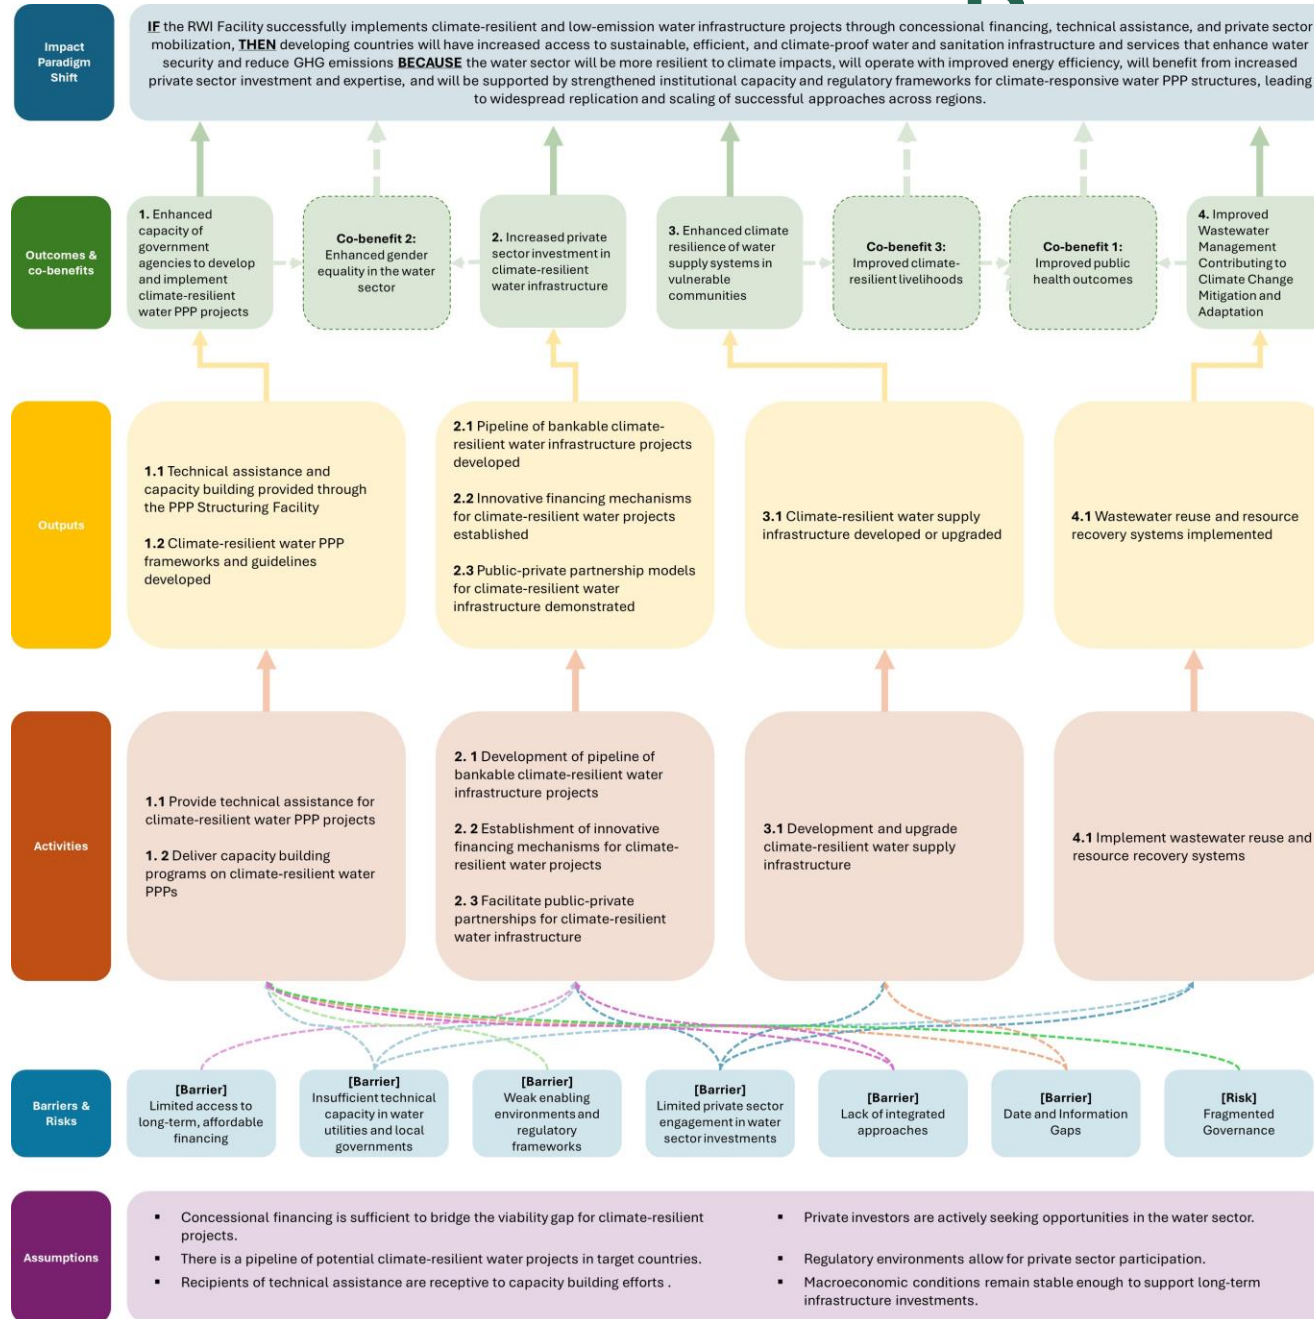 Impact
Paradigm
Shift
IF the RWI Facility successfully implements climate-resilient and low-emission water infrastructure projects through concessional financing, technical assistance, and private sector
mobilization, THEN developing countries will have increased access to sustainable, efficient, and climate-proof water and sanitation infrastructure and services that enhance water
security and reduce GHG emissions BECAUSE the water sector will be more resilient to climate impacts, will operate with improved energy efficiency, will benefit from increased
private sector investment and expertise, and will be supported by strengthened institutional capacity and regulatory frameworks for climate-responsive water PPP structures, leading
to widespread replication and scaling of successful approaches across regions.
Outcomes &
co-benefits
1. Enhanced
capacity of
government
agencies to develop
and implement
climate-resilient
water PPP projects
Co-benefit 2:
Enhanced gender
equality in the water
sector
2. Increased private
sector investment in
climate-resilient
water infrastructure
3. Enhanced climate
resilience of water
supply systems in
vulnerable
communities
Co-benefit 3:
Improved climate-
resilient livelihoods
Co-benefit 1:
Improved public
health outcomes
4. Improved
Wastewater
Management
Contributing to
Climate Change
Mitigation and
Adaptation
Outputs
1.1 Technical assistance and
capacity building provided through
the PPP Structuring Facility
1.2 Climate-resilient water PPP
frameworks and guidelines
developed
2.1 Pipeline of bankable climate-
resilient water infrastructure projects
developed
2.2 Innovative financing mechanisms
for climate-resilient water projects
established
2.3 Public-private partnership models
for climate-resilient water
infrastructure demonstrated
3.1 Climate-resilient water supply
infrastructure developed or upgraded
4.1 Wastewater reuse and resource
recovery systems implemented
Activities
1.1 Provide technical assistance for
climate-resilient water PPP projects
1. 2 Deliver capacity building
programs on climate-resilient water
PPPs
2. 1 Development of pipeline of
bankable climate-resilient water
infrastructure projects
2. 2 Establishment of innovative
financing mechanisms for climate-
resilient water projects
2. 3 Facilitate public-private
partnerships for climate-resilient
water infrastructure
3.1 Development and upgrade
climate-resilient water supply
infrastructure
4.1 Implement wastewater reuse and
resource recovery systems
Barriers &
Risks
[Barrier]
Limited access to
long-term, affordable
financing
[Barrier]
Insufficient technical
capacity in water
utilities and local
governments
[Barrier]
Weak enabling
environments and
regulatory
frameworks
[Barrier]
Limited private sector
engagement in water
sector investments
[Barrier]
Lack of integrated
approaches
[Barrier]
Date and Information
Gaps
[Risk]
Fragmented
Governance
Assumptions
▪ Concessional financing is sufficient to bridge the viability gap for climate-resilient
projects.
▪ There is a pipeline of potential climate-resilient water projects in target countries.
▪ Recipients of technical assistance are receptive to capacity building efforts .
▪ Private investors are actively seeking opportunities in the water sector.
▪ Regulatory environments allow for private sector participation.
▪ Macroeconomic conditions remain stable enough to support long-term
infrastructure investments.